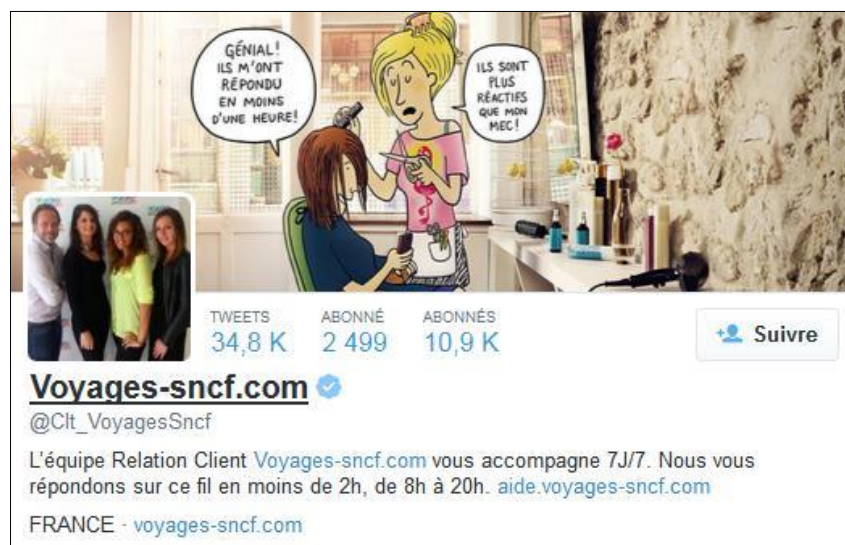 GÉNIAL!
ILS M'ONT
RÉPONDU
EN MOINS
D'UNE HEURE!
ILS SONT
PLUS
RÉACTIFS
QUE MON
MEC!
TWEETS
34,8 K
ABONNÉ
2 499
ABONNÉS
10,9 K
Suivre
Voyages-sncf.com
@Clt_VoyagesSncf
L'équipe Relation Client Voyages-sncf.com vous accompagne 7J/7. Nous vous
répondons sur ce fil en moins de 2h, de 8h à 20h. aide.voyages-sncf.com
FRANCE · voyages-sncf.com